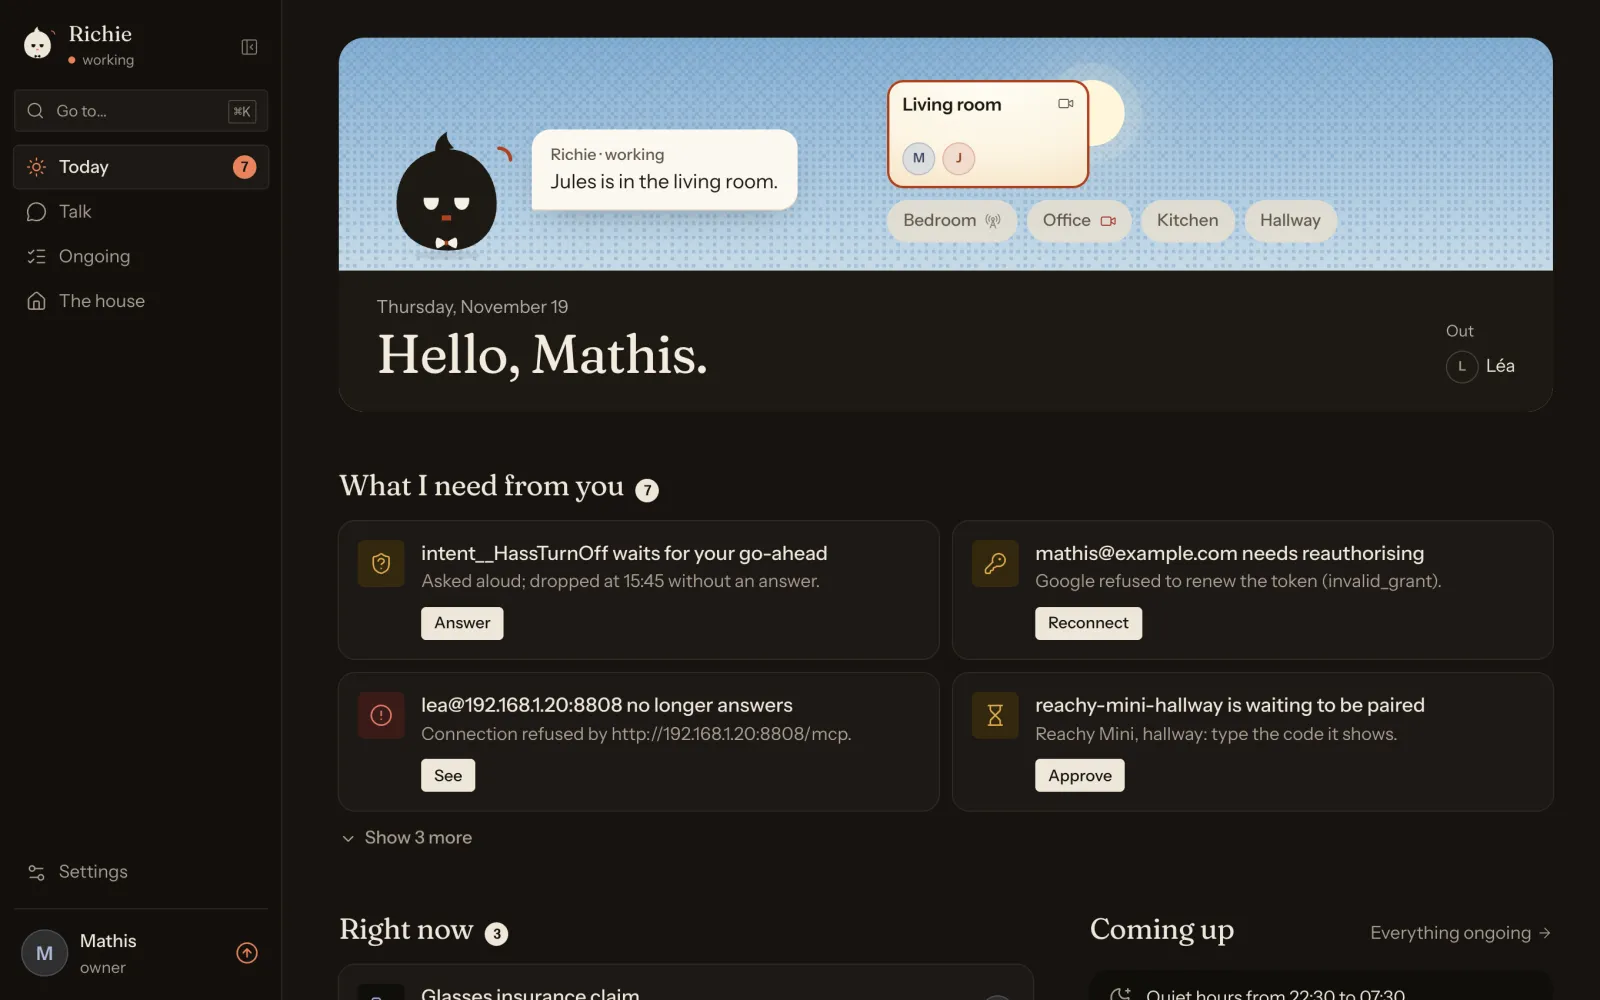 Richie
working
Go to...
⌘K
Today
7
Talk
Ongoing
The house
Settings
M
Mathis
owner
Richie · working
Jules is in the living room.
Living room
M
J
Bedroom
Office
Kitchen
Hallway
Thursday, November 19
Hello, Mathis.
Out
L
Léa
What I need from you 7
intent__HassTurnOff waits for your go-ahead
Asked aloud; dropped at 15:45 without an answer.
Answer
mathis@example.com needs reauthorising
Google refused to renew the token (invalid_grant).
Reconnect
lea@192.168.1.20:8808 no longer answers
Connection refused by http://192.168.1.20:8808/mcp.
See
reachy-mini-hallway is waiting to be paired
Reachy Mini, hallway: type the code it shows.
Approve
Show 3 more
Right now 3
Glasses insurance claim
Coming up
Everything ongoing →
Quiet hours from 22:30 to 07:30